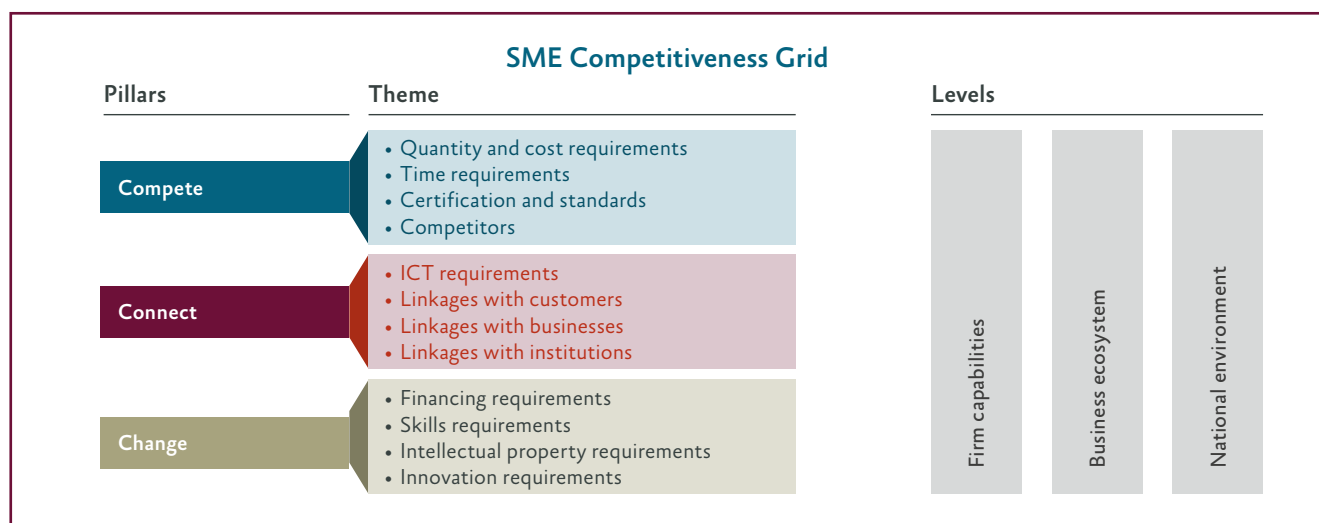 SME Competitiveness Grid
Pillars
Theme
Levels
Compete
• Quantity and cost requirements
• Time requirements
• Certification and standards
• Competitors
Connect
• ICT requirements
• Linkages with customers
• Linkages with businesses
• Linkages with institutions
Change
• Financing requirements
• Skills requirements
• Intellectual property requirements
• Innovation requirements
Firm capabilities
Business ecosystem
National environment